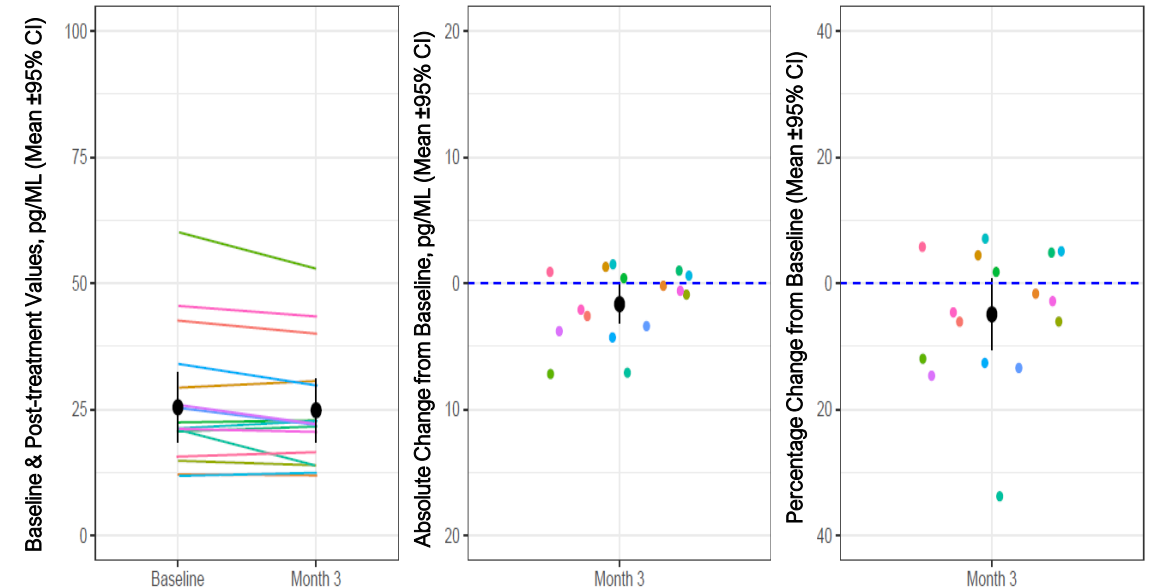 Baseline & Post-treatment Values, pg/ML (Mean ±95% CI)
100
75
50
25
0
Baseline
Month 3
Absolute Change from Baseline, pg/ML (Mean ±95% CI)
20
10
0
10
20
Month 3
Percentage Change from Baseline (Mean ±95% CI)
40
20
0
20
40
Month 3